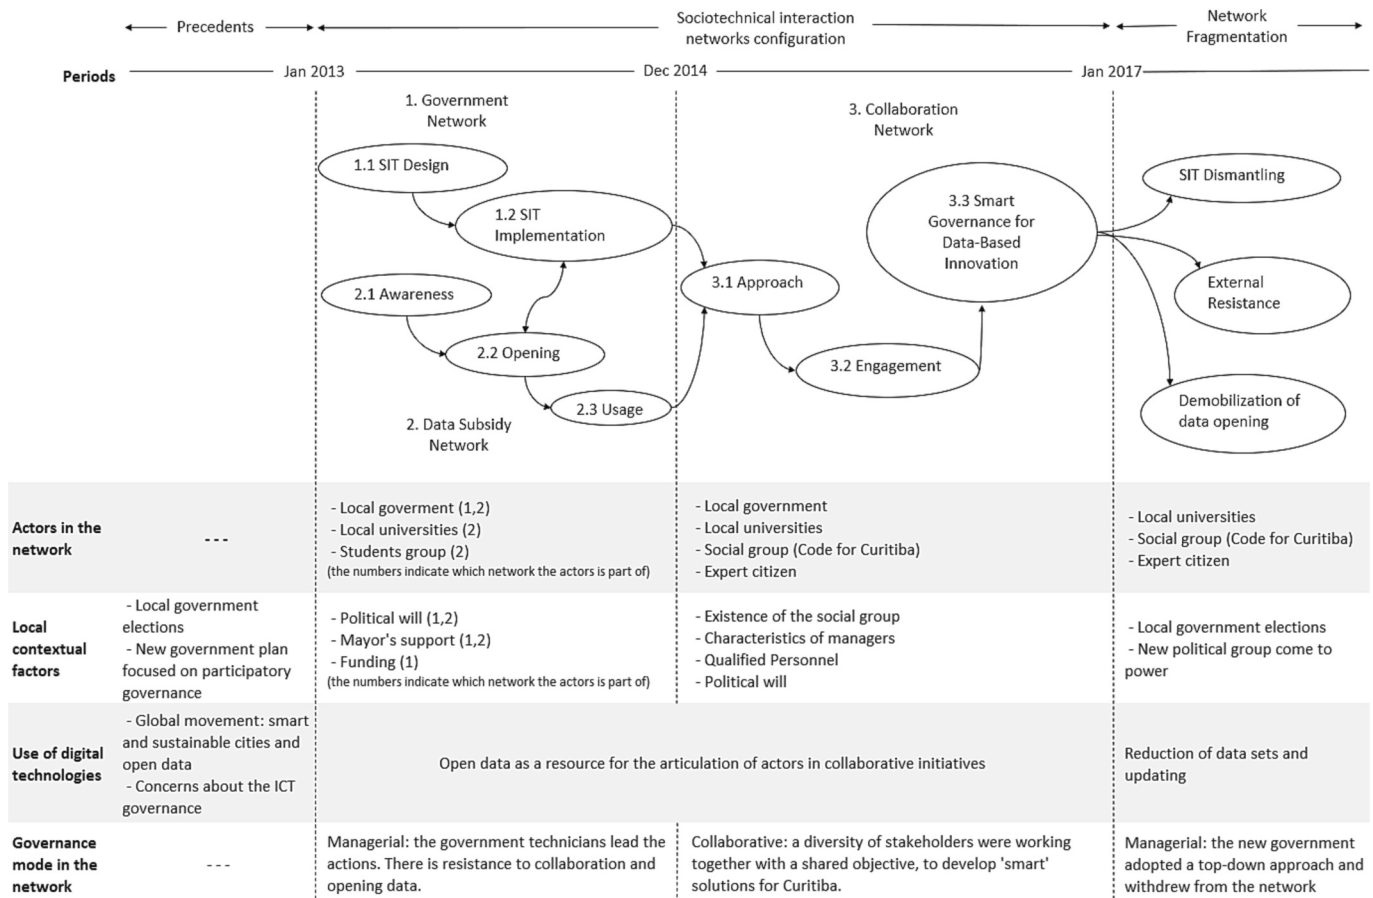 Precedents
Sociotechnical interaction
networks configuration
Network
Fragmentation
Periods
Jan 2013
Dec 2014
Jan 2017
1. Government
Network
3. Collaboration
Network
1.1 SIT Design
1.2 SIT
Implementation
2.1 Awareness
2.2 Opening
2.3 Usage
2. Data Subsidy
Network
3.1 Approach
3.2 Engagement
3.3 Smart
Governance for
Data-Based
Innovation
SIT Dismantling
External
Resistance
Demobilization of
data opening
Actors in the
network
---
- Local goverment (1,2)
- Local universities (2)
- Students group (2)
(the numbers indicate which network the actors is part of)
- Local government
- Local universities
- Social group (Code for Curitiba)
- Expert citizen
- Local universities
- Social group (Code for Curitiba)
- Expert citizen
Local
contextual
factors
- Local government
elections
- New government plan
focused on participatory
governance
- Political will (1,2)
- Mayor's support (1,2)
- Funding (1)
(the numbers indicate which network the actors is part of)
- Existence of the social group
- Characteristics of managers
- Qualified Personnel
- Political will
- Local government elections
- New political group come to
power
Use of digital
technologies
- Global movement: smart
and sustainable cities and
open data
- Concerns about the ICT
governance
Open data as a resource for the articulation of actors in collaborative initiatives
Reduction of data sets and
updating
Governance
mode in the
network
---
Managerial: the government technicians lead the
actions. There is resistance to collaboration and
opening data.
Collaborative: a diversity of stakeholders were working
together with a shared objective, to develop 'smart'
solutions for Curitiba.
Managerial: the new government
adopted a top-down approach and
withdrew from the network